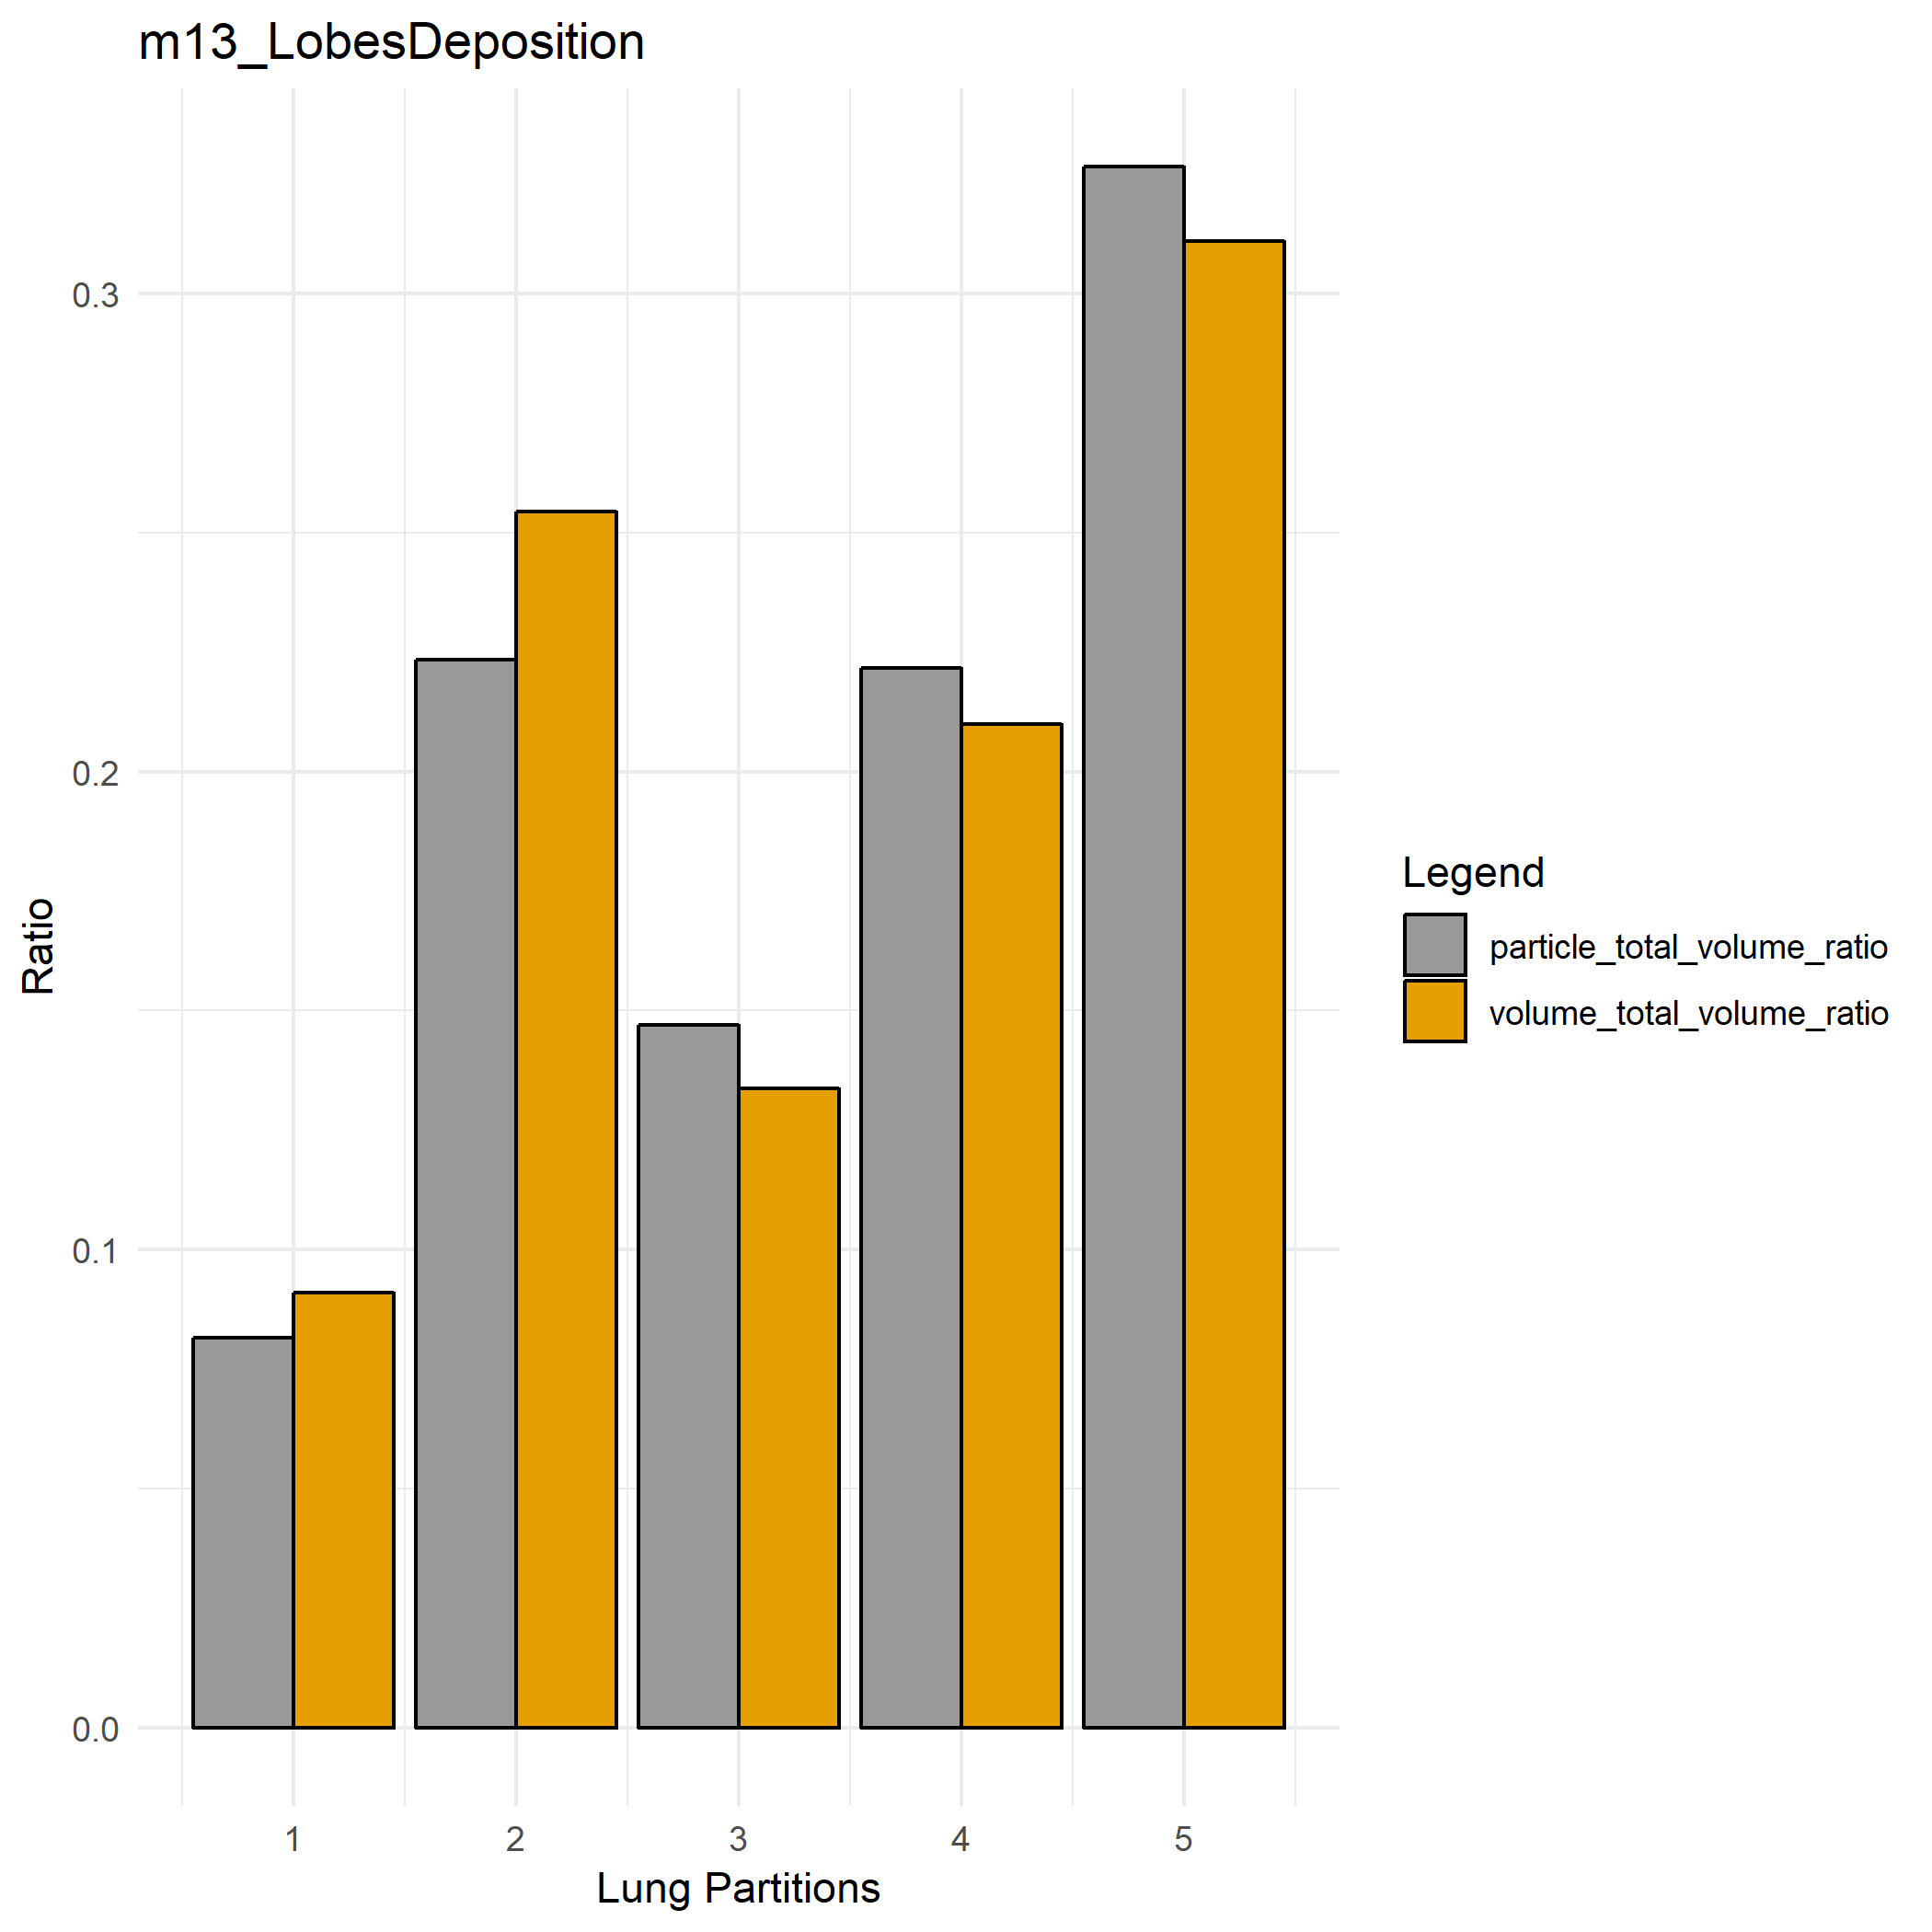 m13_LobesDeposition
Ratio
0.3
0.2
0.1
0.0
1 2 3 4 5
Lung Partitions
Legend
particle_total_volume_ratio
volume_total_volume_ratio